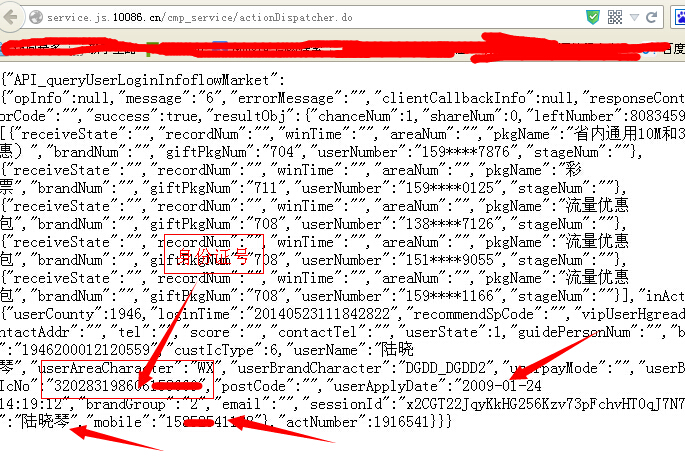 service.js.10086.cn/cmp_service/actionDispatcher.do
{"API_queryUserLoginInfoflowMarket":
{"opInfo":null,"message":"6","errorMessage":"","clientCallbackInfo":null,"responseCont
orCode":"","success":true,"resultObj":{"chanceNum":1,"shareNum":0,"leftNumber":8083459
[{"receiveState":"","recordNum":"","winTime":"","areaNum":"","pkgName":"省内通用10M和3
惠）","brandNum":"","giftPkgNum":"704","userNumber":"159****7876","stageNum":""},
{"receiveState":"","recordNum":"","winTime":"","areaNum":"","pkgName":"彩
票","brandNum":"","giftPkgNum":"711","userNumber":"159****0125","stageNum":""},
{"receiveState":"","recordNum":"","winTime":"","areaNum":"","pkgName":"流量优惠
包","brandNum":"","giftPkgNum":"708","userNumber":"138****7126","stageNum":""},
{"receiveState":"","recordNum":"","winTime":"","areaNum":"","pkgName":"流量优惠
包","brandNum":"","giftPkgNum":"708","userNumber":"151****9055","stageNum":""},
身份证号
{"receiveState":"","recordNum":"","winTime":"","areaNum":"","pkgName":"流量优惠
包","brandNum":"","giftPkgNum":"708","userNumber":"159****1166","stageNum":""}],"inAct
{"userCounty":1946,"loginTime":"20140523111842822","recommendSpCode":"","vipUserHgread
ntactAddr":"","tel":"","score":"","contactTel":"","userState":1,"guidePersonNum":"","b
":"1946200012120559","custIcType":6,"userName":"陆晓
琴","userAreaCharacter":"WX","userBrandCharacter":"DGDD_DGD2","userpayMode":"","userB
IcNo":"","postCode":"","userApplyDate":"2009-01-24
14:19:12","brandGroup":"2","email":"","sessionId":"x2CGT22JqyKkHG256Kzv73pFchvHT0qJ7N7
":"陆晓琴","mobile":""},"actNumber":1916541}}}